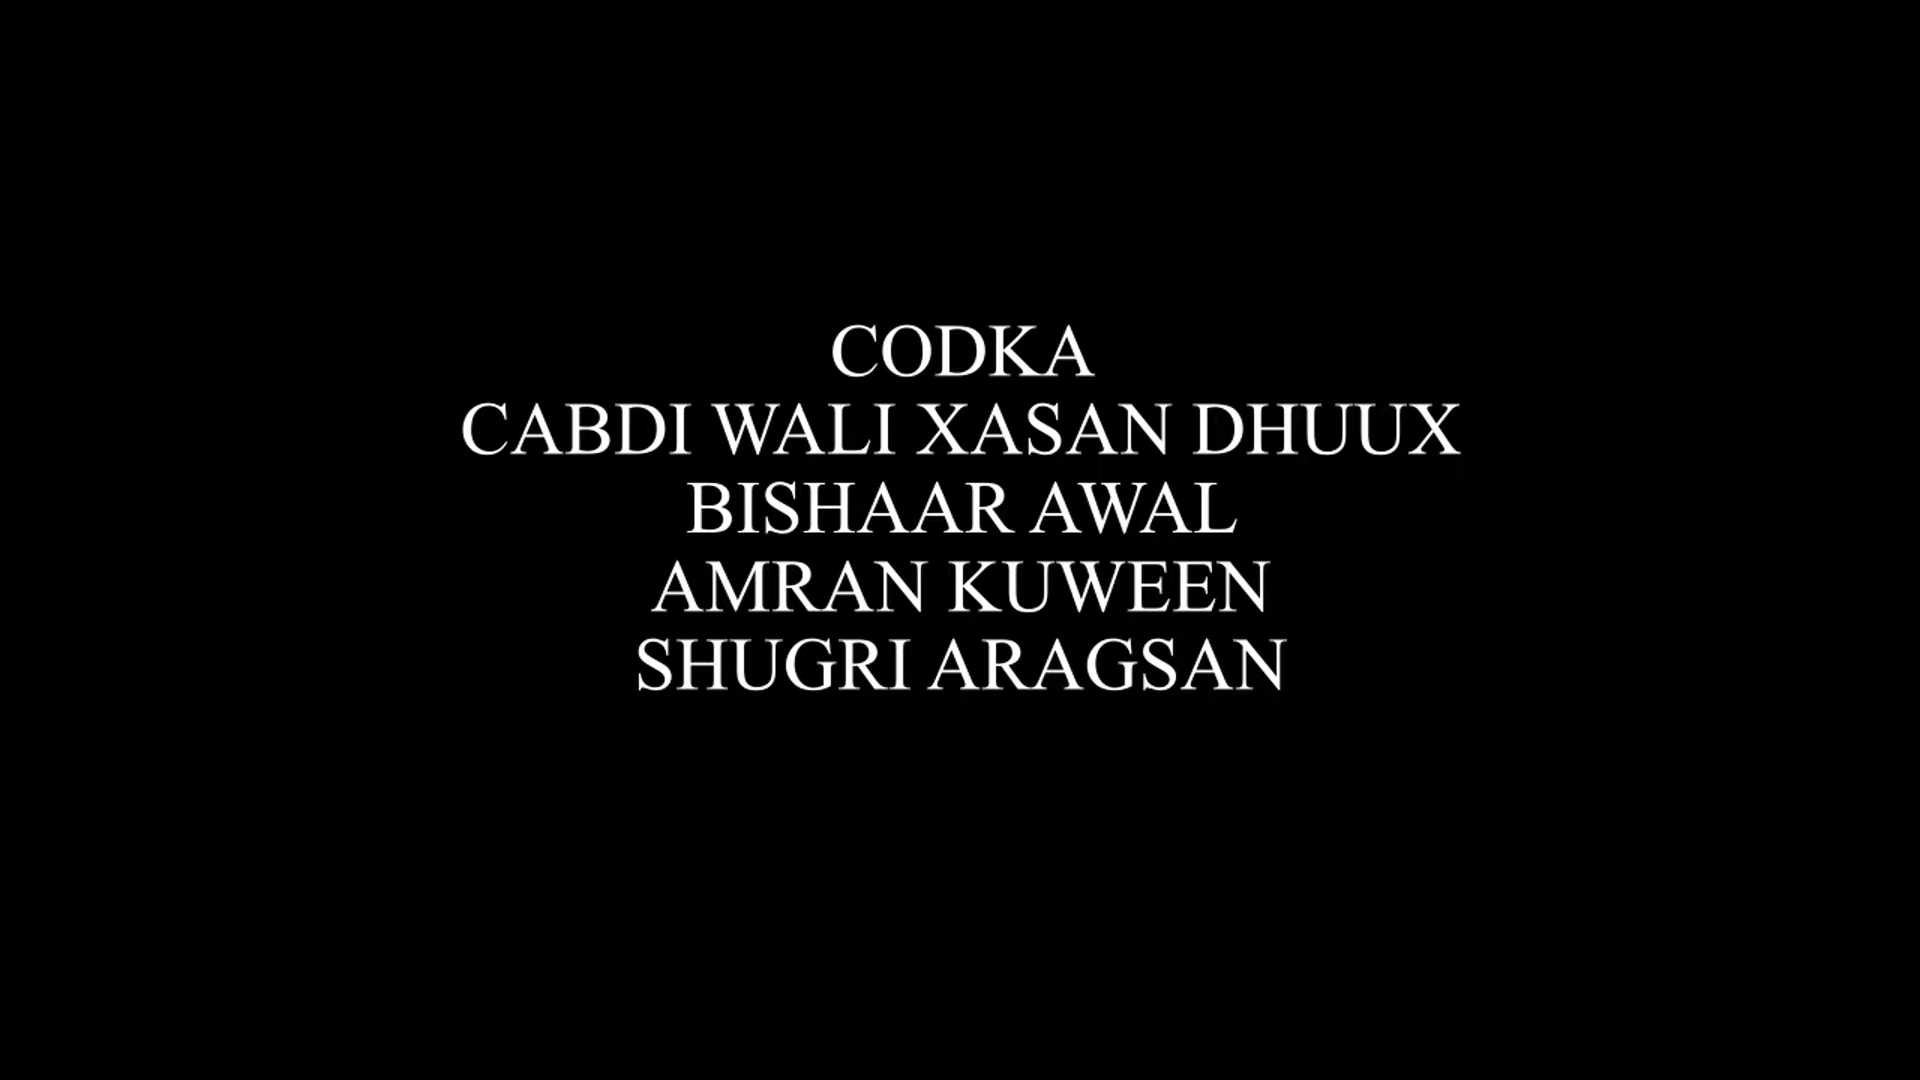 CODKA
CABDI WALI XASAN DHUUX
BISHAAR AWAL
AMRAN KUWEEN
SHUGRI ARAGSAN